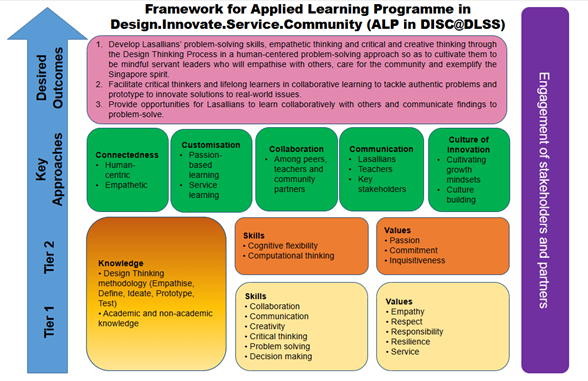 Framework for Applied Learning Programme in
Design.Innovate.Service.Community (ALP in DISC@DLSS)
Desired
Outcomes
1. Develop Lasallians' problem-solving skills, empathetic thinking and critical and creative thinking through
the Design Thinking Process in a human-centered problem-solving approach so as to cultivate them to
be mindful servant leaders who will empathise with others, care for the community and exemplify the
Singapore spirit.
2. Facilitate critical thinkers and lifelong learners in collaborative learning to tackle authentic problems and
prototype to innovate solutions to real-world issues.
3. Provide opportunities for Lasallians to learn collaboratively with others and communicate findings to
problem-solve.
Key
Approaches
Connectedness
• Human-
centric
• Empathetic
Customisation
• Passion-
based
learning
• Service
learning
Collaboration
• Among peers,
teachers and
community
partners
Communication
• Lasallians
• Teachers
• Key
stakeholders
Culture of
Innovation
• Cultivating
growth
mindsets
• Culture
building
Tier 2
Tier 1
Knowledge
• Design Thinking
methodology (Empathise,
Define, Ideate, Prototype,
Test)
• Academic and non-academic
knowledge
Skills
• Cognitive flexibility
• Computational thinking
Values
• Passion
• Commitment
• Inquisitiveness
Skills
• Collaboration
• Communication
• Creativity
• Critical thinking
• Problem solving
• Decision making
Values
• Empathy
• Respect
• Responsibility
• Resilience
• Service
Engagement of stakeholders and partners